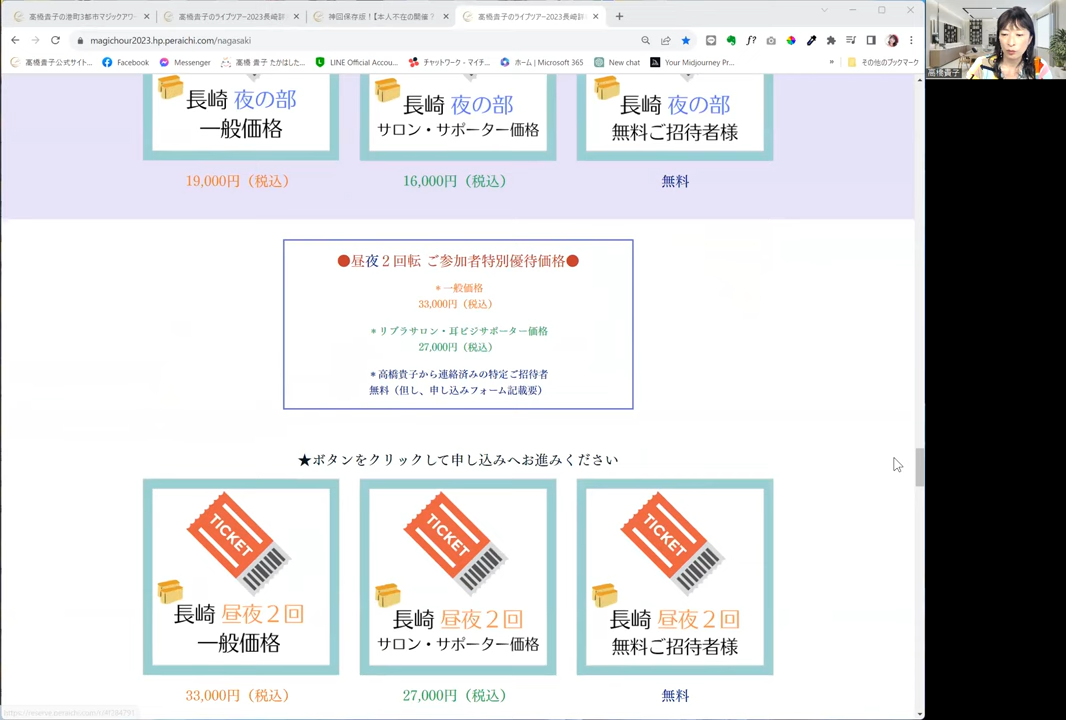 高橋貴子の港町3都市マジックアワ
高橋貴子のライブツアー2023長崎詳
神回保存版！【本人不在の開催？
高橋貴子のライブツアー2023長崎詳
magichour2023.hp.peraichi.com/nagasaki
高橋貴子公式サイト...
Facebook
Messenger
高橋 貴子 たかはした...
LINE Official Accou...
チャットワーク - マイチ...
ホーム | Microsoft 365
New chat
Your Midjourney Pr...
»
その他のブックマーク
高橋貴子
長崎 夜の部
一般価格
長崎 夜の部
サロン・サポーター価格
長崎 夜の部
無料ご招待者様
19,000円（税込）
16,000円（税込）
無料
●昼夜２回転 ご参加者特別優待価格●
＊一般価格
33,000円（税込）
＊リブラサロン・耳ビジサポーター価格
27,000円（税込）
＊高橋貴子から連絡済みの特定ご招待者
無料（但し、申し込みフォーム記載要）
★ボタンをクリックして申し込みへお進みください
TICKET
長崎 昼夜２回
一般価格
TICKET
長崎 昼夜２回
サロン・サポーター価格
TICKET
長崎 昼夜２回
無料ご招待者様
33,000円（税込）
27,000円（税込）
無料